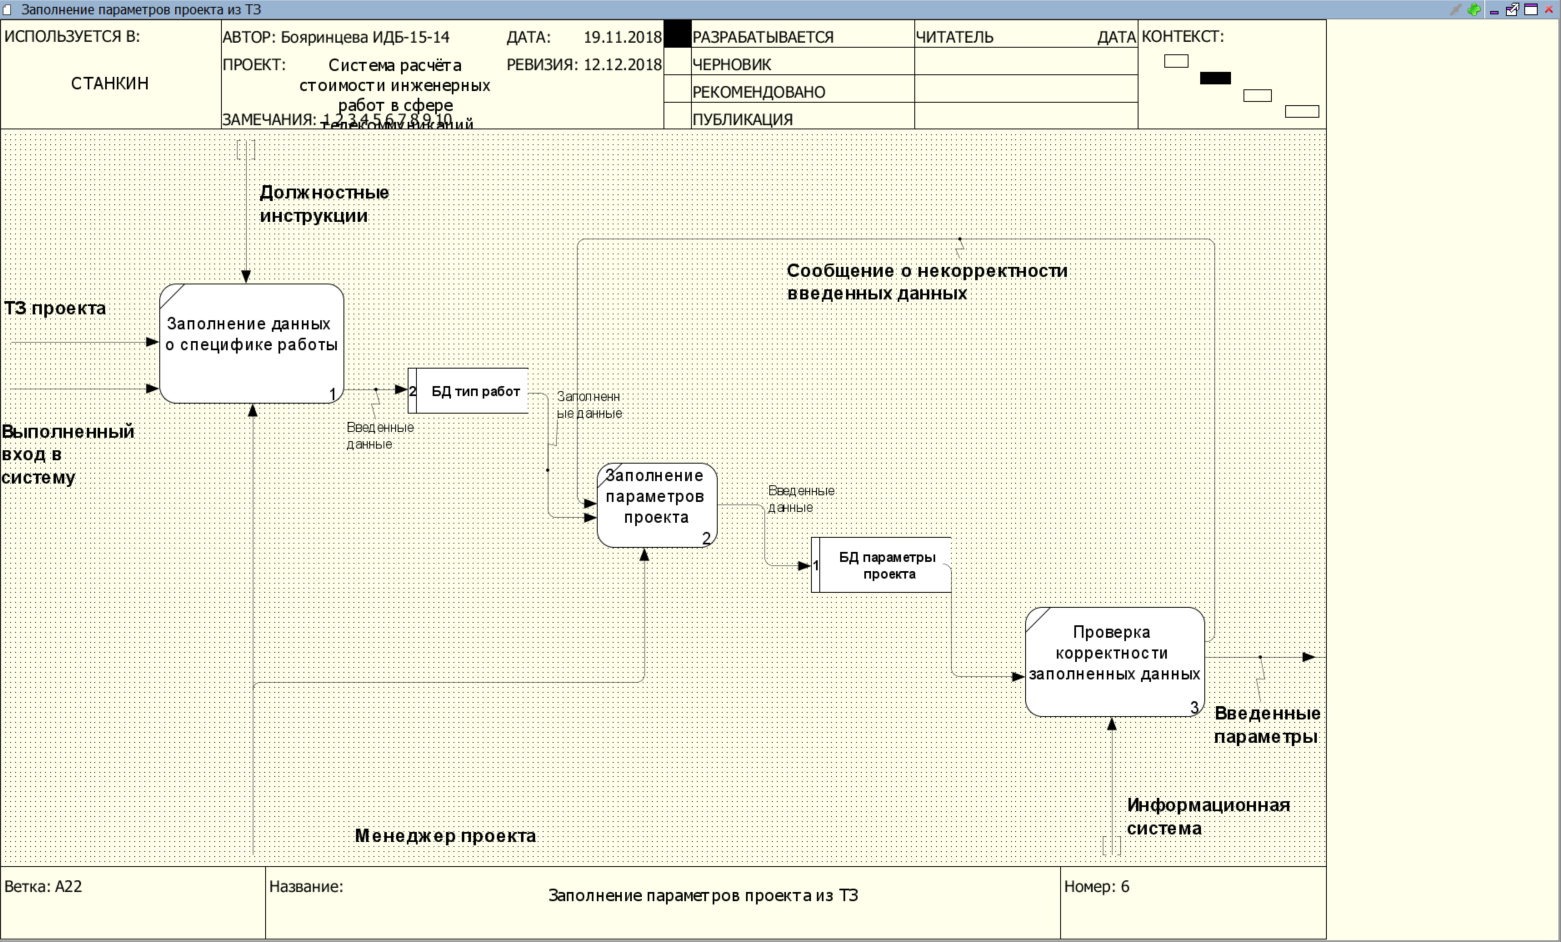 Заполнение параметров проекта из ТЗ
ИСПОЛЬЗУЕТСЯ В:
СТАНКИН
АВТОР: Бояринцева ИДБ-15-14
ДАТА: 19.11.2018
ПРОЕКТ: Система расчёта
стоимости инженерных
работ в сфере
телекоммуникаций
РЕВИЗИЯ: 12.12.2018
ЗАМЕЧАНИЯ: 1 2 3 4 5 6 7 8 9 10
РАЗРАБАТЫВАЕТСЯ
ЧЕРНОВИК
РЕКОМЕНДОВАНО
ПУБЛИКАЦИЯ
ЧИТАТЕЛЬ ДАТА
КОНТЕКСТ:
Должностные
инструкции
Сообщение о некорректности
введенных данных
ТЗ проекта
Заполнение данных
о специфике работы
1
2 БД тип работ
Заполненн
ые данные
Введенные
данные
Выполненный
вход в
систему
Заполнение
параметров
проекта
2
Введенные
данные
1 БД параметры
проекта
Проверка
корректности
заполненных данных
3
Введенные
параметры
Информационная
система
Менеджер проекта
Ветка: A22
Название:
Заполнение параметров проекта из ТЗ
Номер: 6